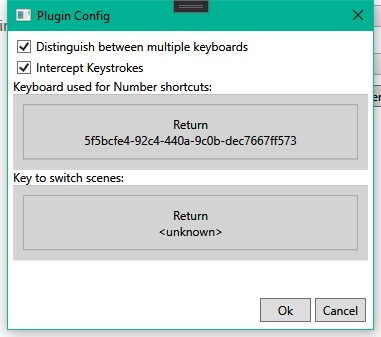 Plugin Config
Distinguish between multiple keyboards
Intercept Keystrokes
Keyboard used for Number shortcuts:
Return
5f5bcfe4-92c4-440a-9c0b-dec7667ff573
Key to switch scenes:
Return
<unknown>
Ok
Cancel